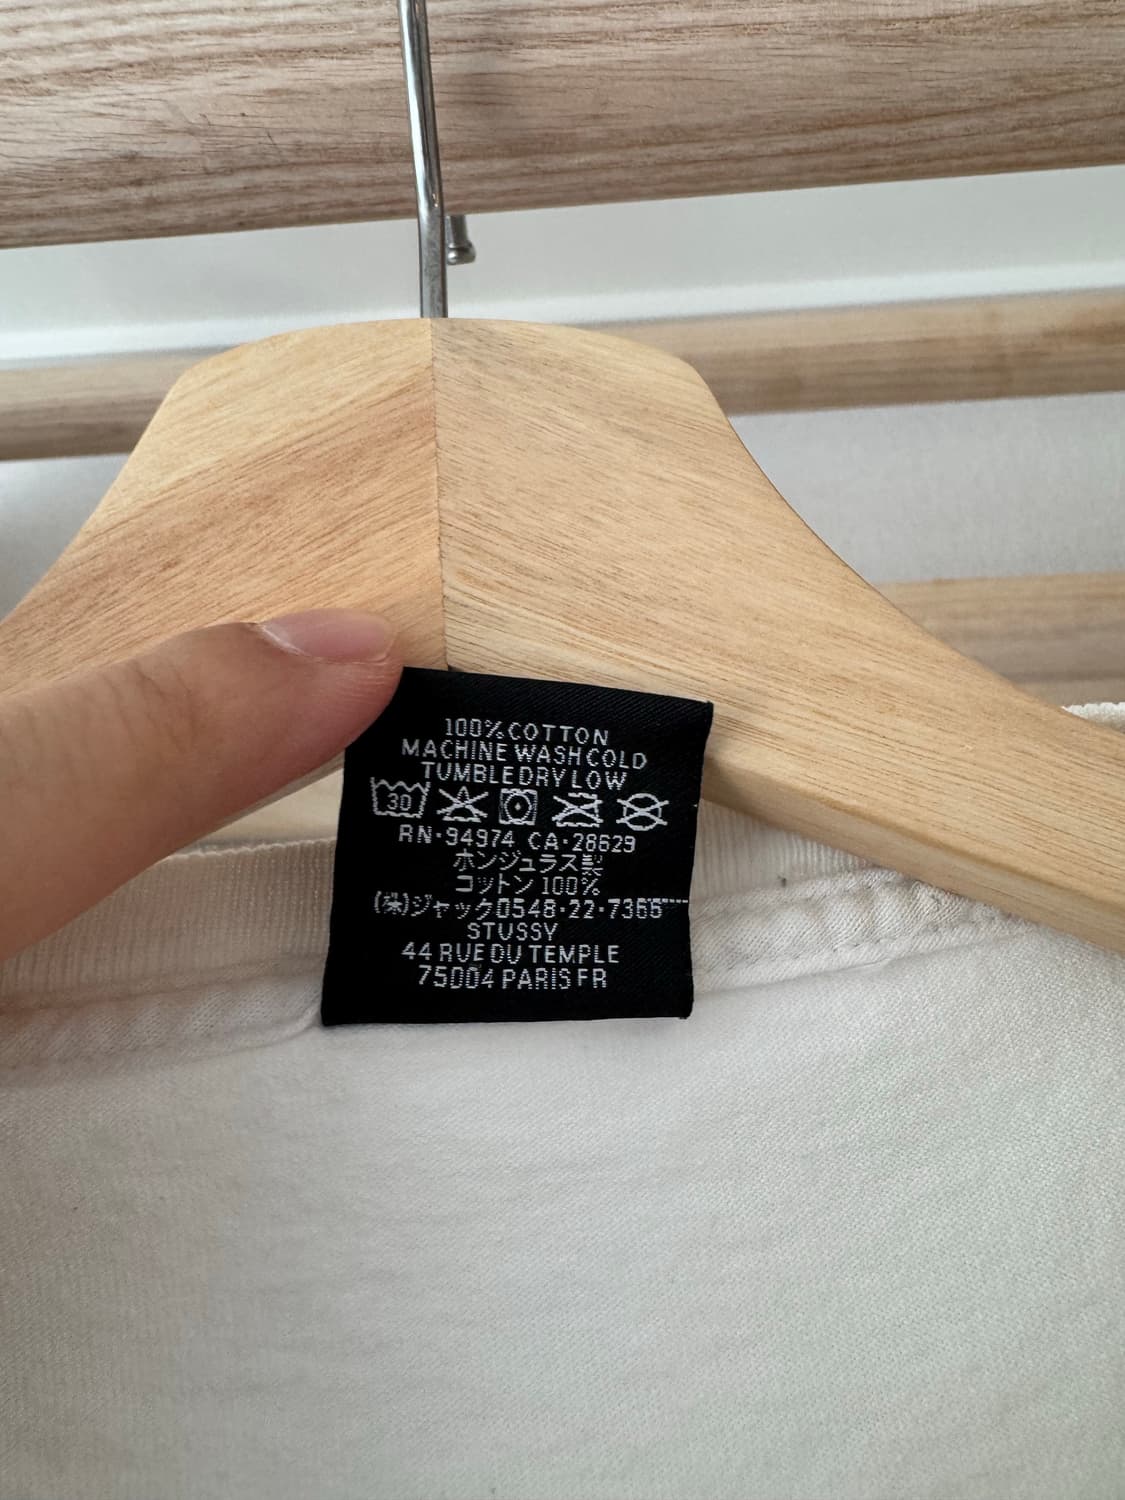 100% COTTON
MACHINE WASH COLD
TUMBLE DRY LOW
30
RN·94974 CA·28629
ホンジュラス製
コットン 100%
(株)ジャック0548·22·7366
STUSSY
44 RUE DU TEMPLE
75004 PARIS FR